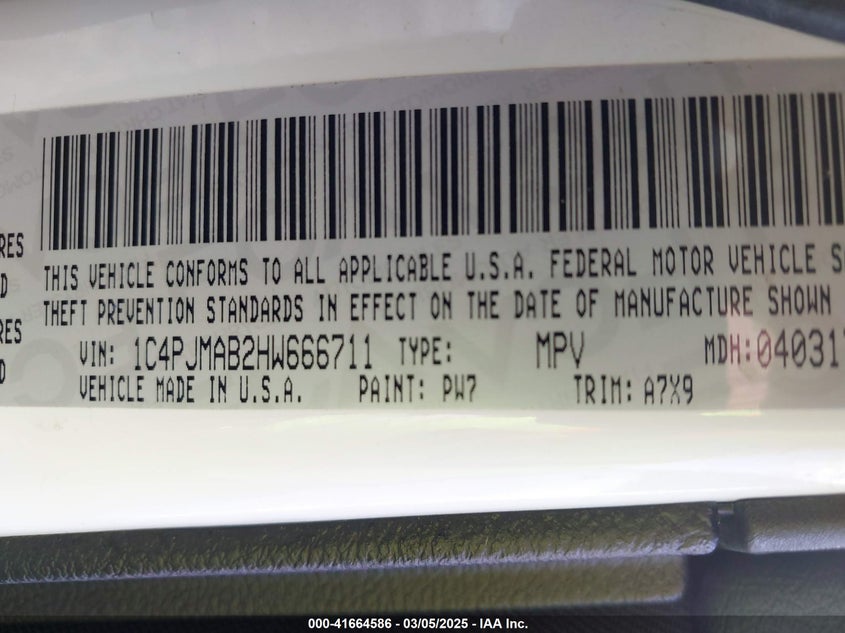 RES
D
RES
D
THIS VEHICLE CONFORMS TO ALL APPLICABLE U.S.A. FEDERAL MOTOR VEHICLE S
THEFT PREVENTION STANDARDS IN EFFECT ON THE DATE OF MANUFACTURE SHOWN
VIN: 1C4PJMAB2HW666711 TYPE: MPV MDH:04031
VEHICLE MADE IN U.S.A. PAINT: PW7 TRIM: A7X9
000-41664586 - 03/05/2025 - IAA Inc.